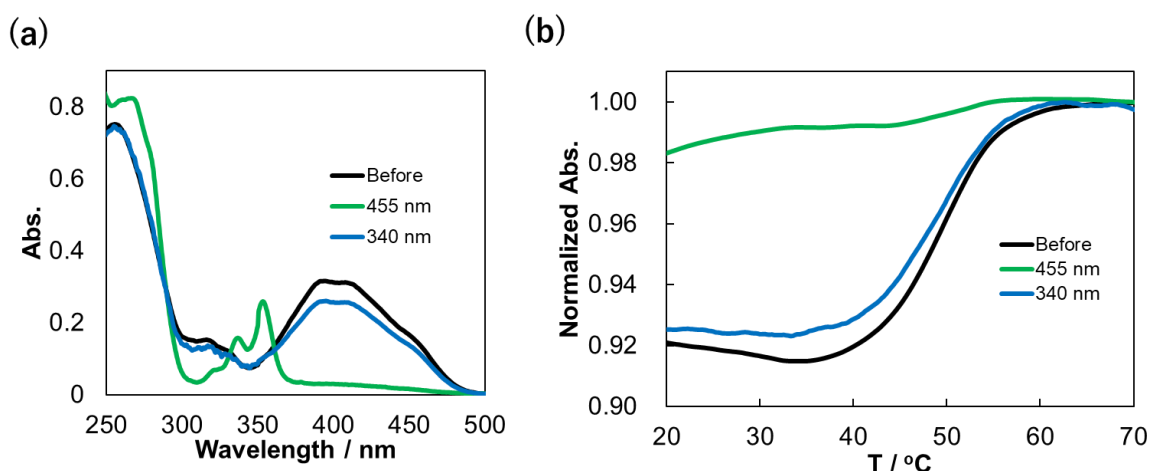 (a)
0.8
0.6
0.4
0.2
0
Abs.
Before
455 nm
340 nm
250 300 350 400 450 500
Wavelength / nm
(b)
1.00
0.98
0.96
0.94
0.92
0.90
Normalized Abs.
Before
455 nm
340 nm
20 30 40 50 60 70
T / °C